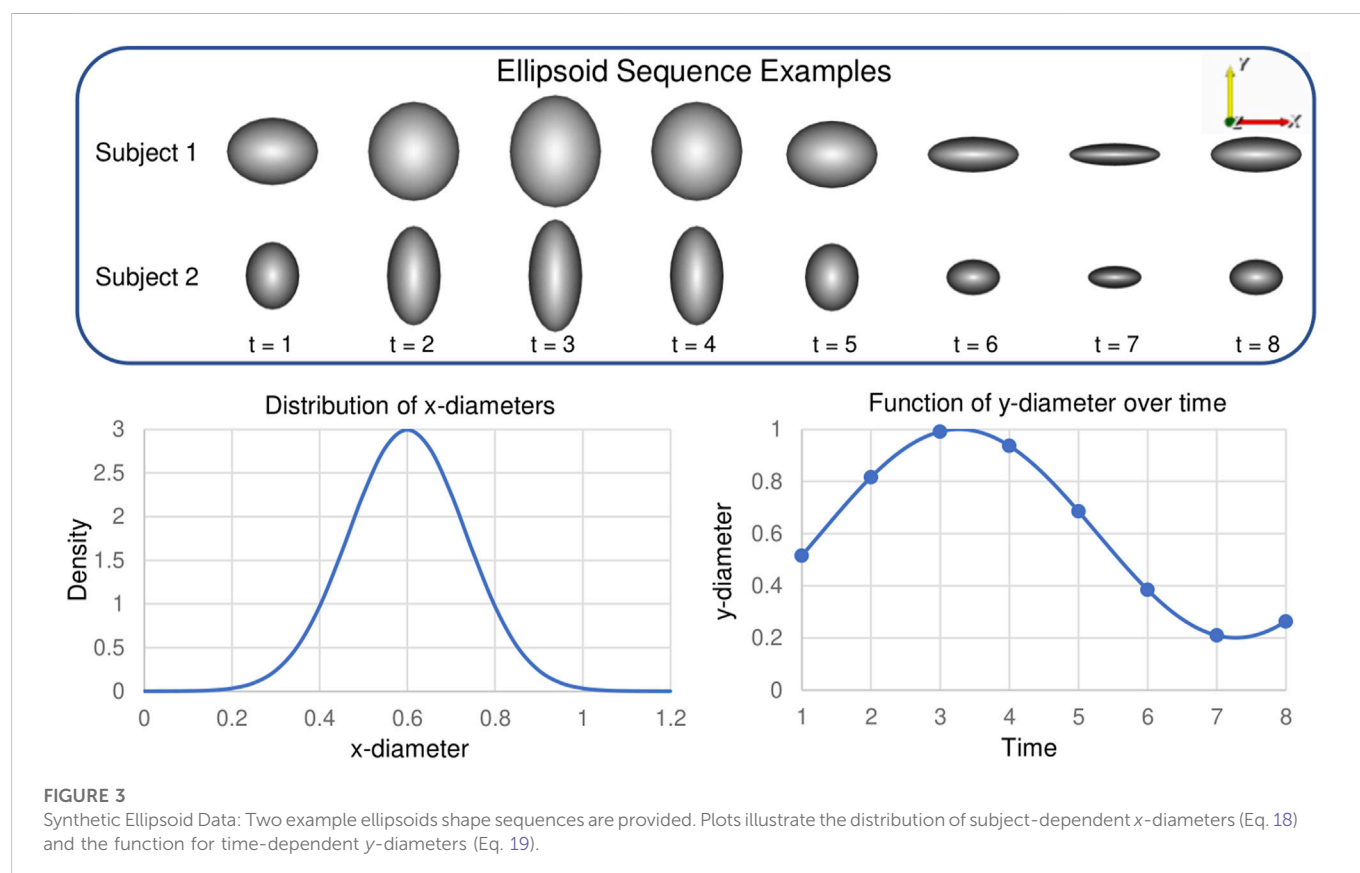 Ellipsoid Sequence Examples
Y
Z
X
Subject 1
Subject 2
t = 1 t = 2 t = 3 t = 4 t = 5 t = 6 t = 7 t = 8
Distribution of x-diameters
3
2.5
2
1.5
1
0.5
0
Density
0 0.2 0.4 0.6 0.8 1 1.2
x-diameter
Function of y-diameter over time
1
0.8
0.6
0.4
0.2
0
y-diameter
1 2 3 4 5 6 7 8
Time
FIGURE 3
Synthetic Ellipsoid Data: Two example ellipsoids shape sequences are provided. Plots illustrate the distribution of subject-dependent x-diameters (Eq. 18)
and the function for time-dependent y-diameters (Eq. 19).